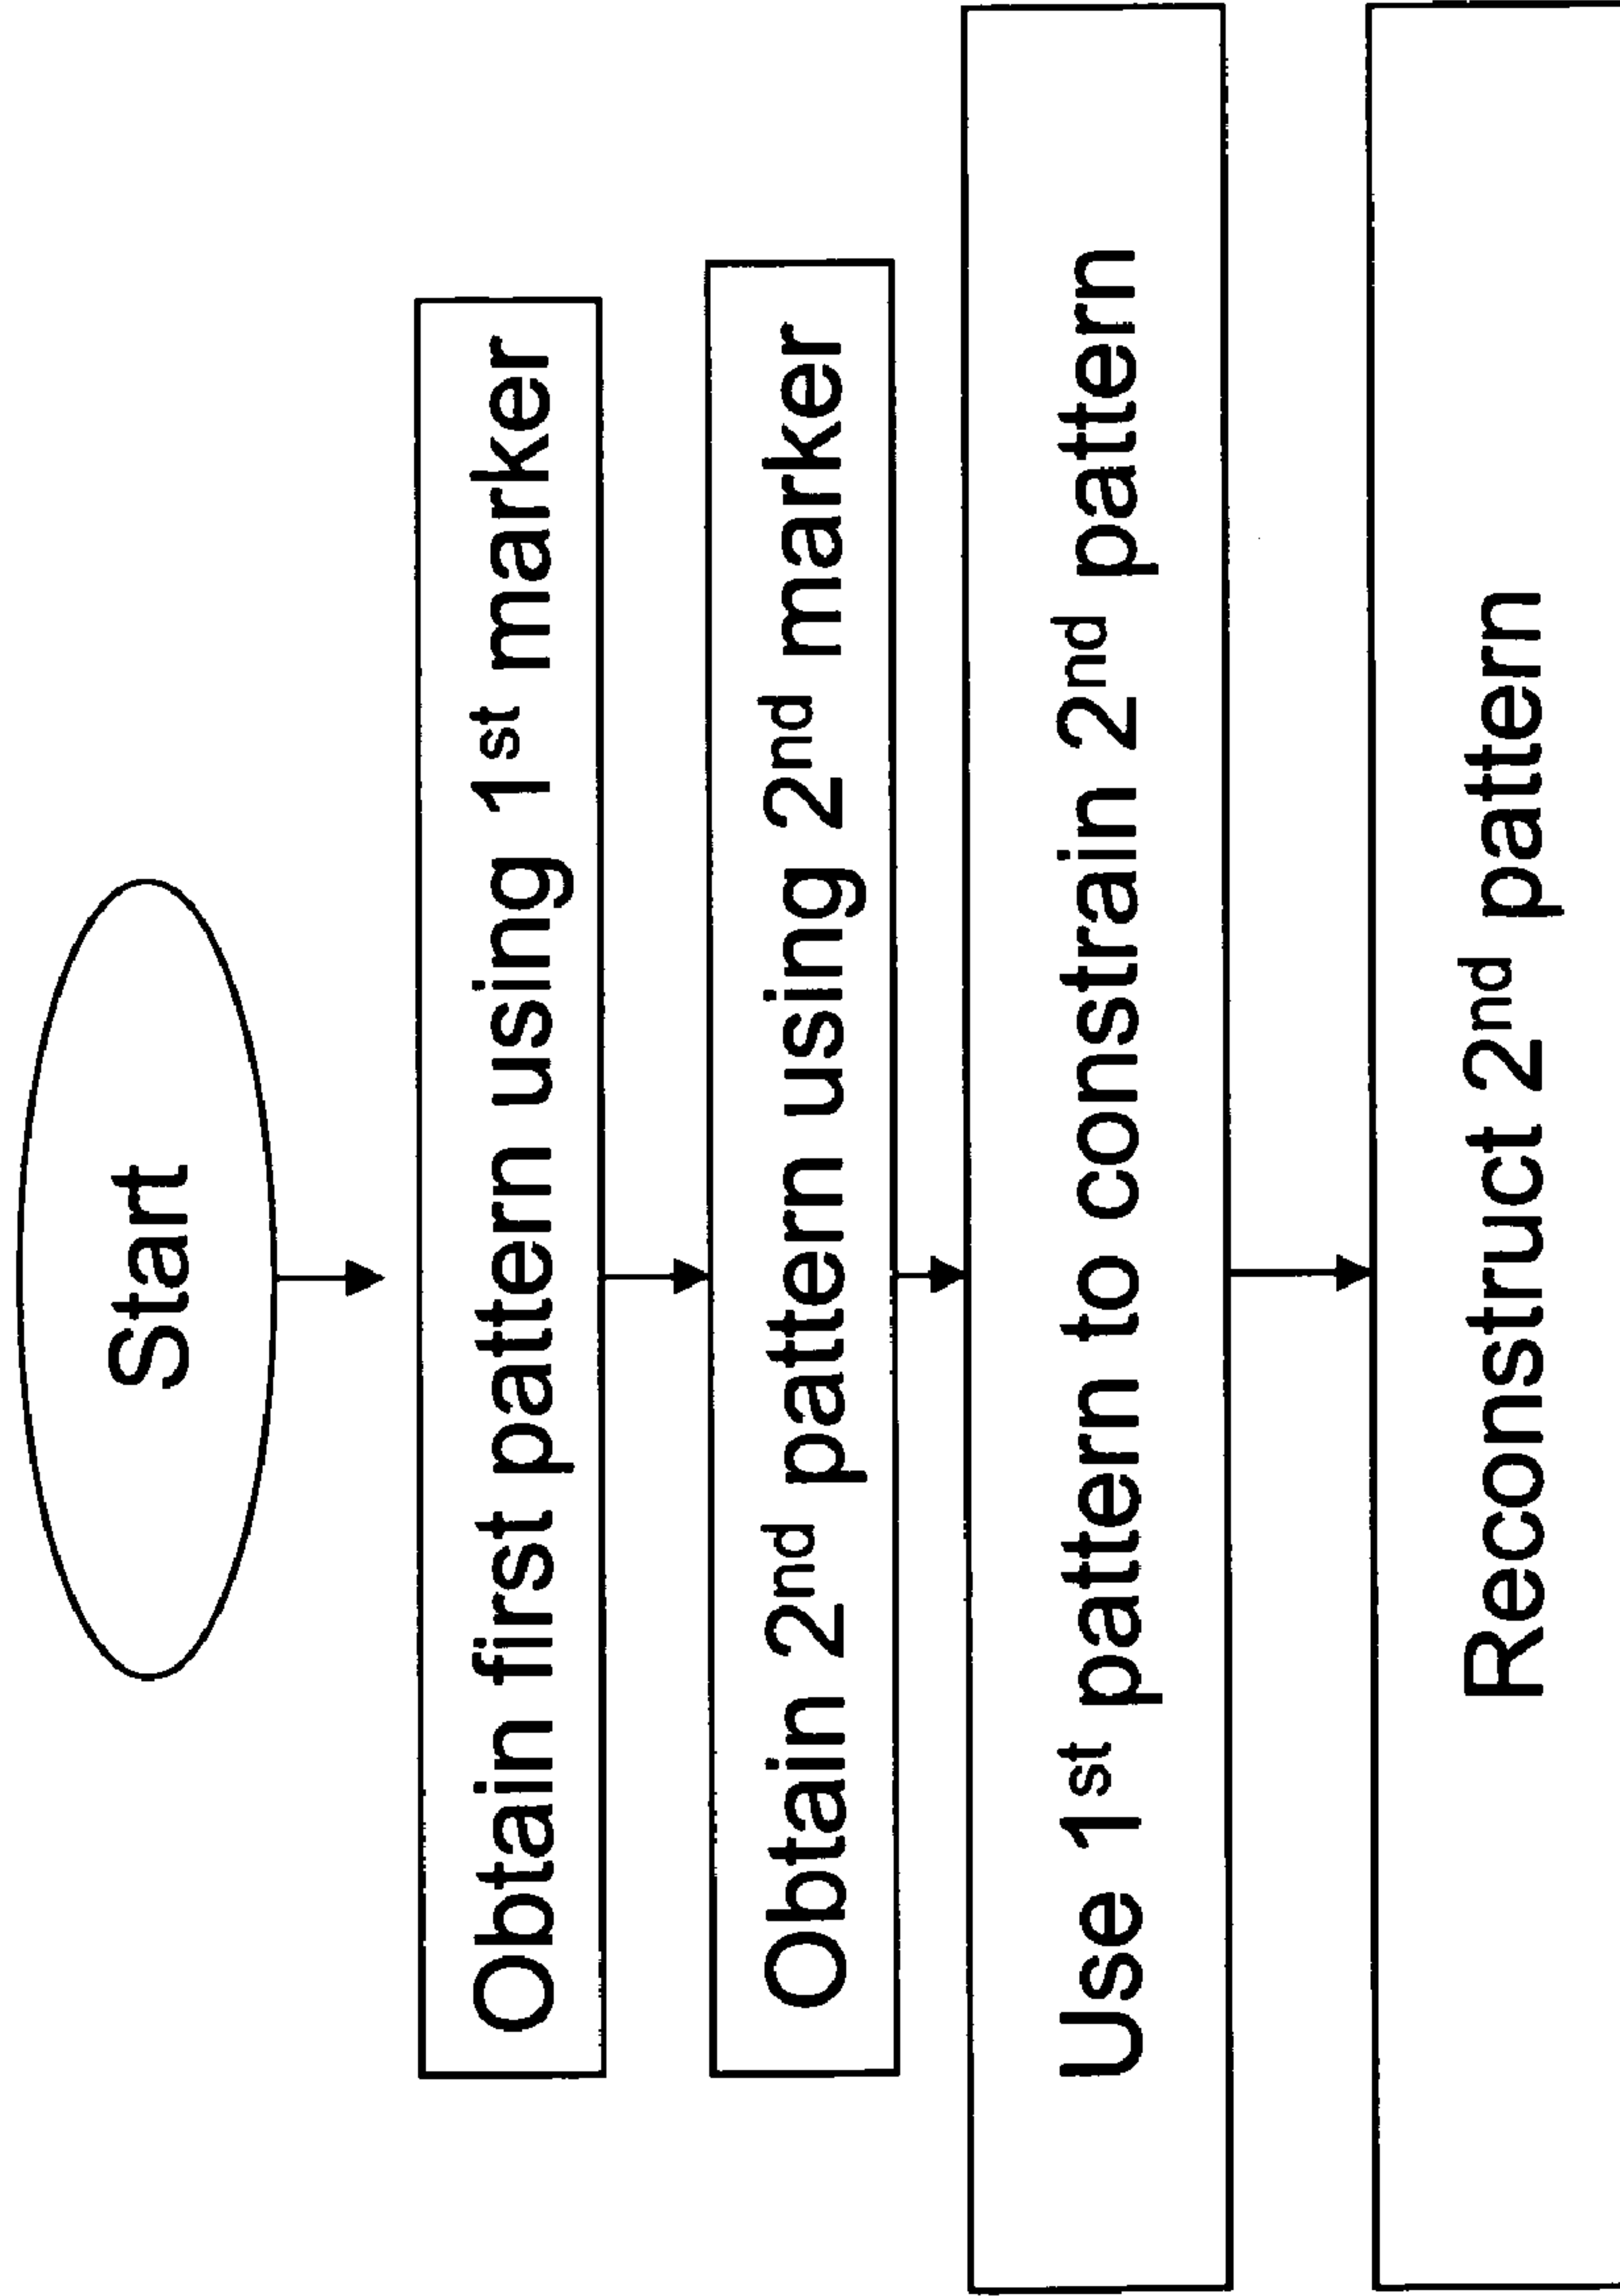 Start
Obtain first pattern using 1st marker
Obtain 2nd pattern using 2nd marker
Use 1st pattern to constrain 2nd pattern
Reconstruct 2nd pattern